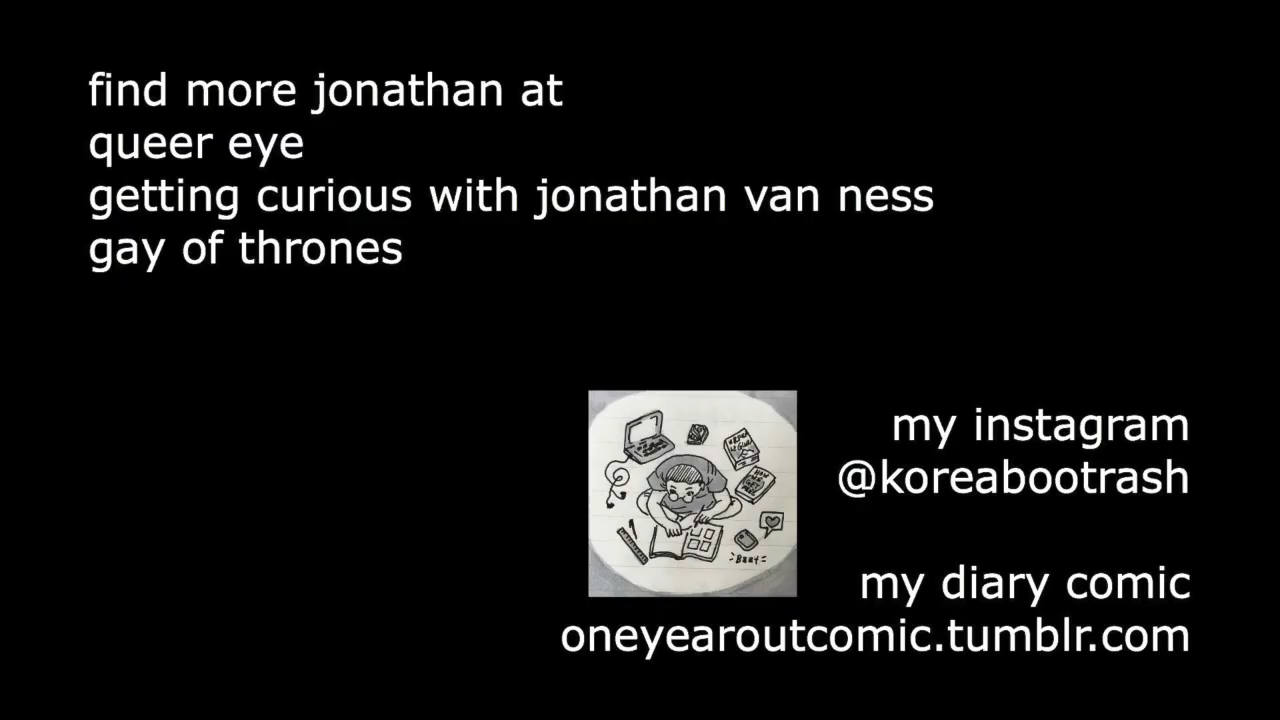 find more jonathan at
queer eye
getting curious with jonathan van ness
gay of thrones
my instagram
@koreabootrash
my diary comic
oneyearoutcomic.tumblr.com